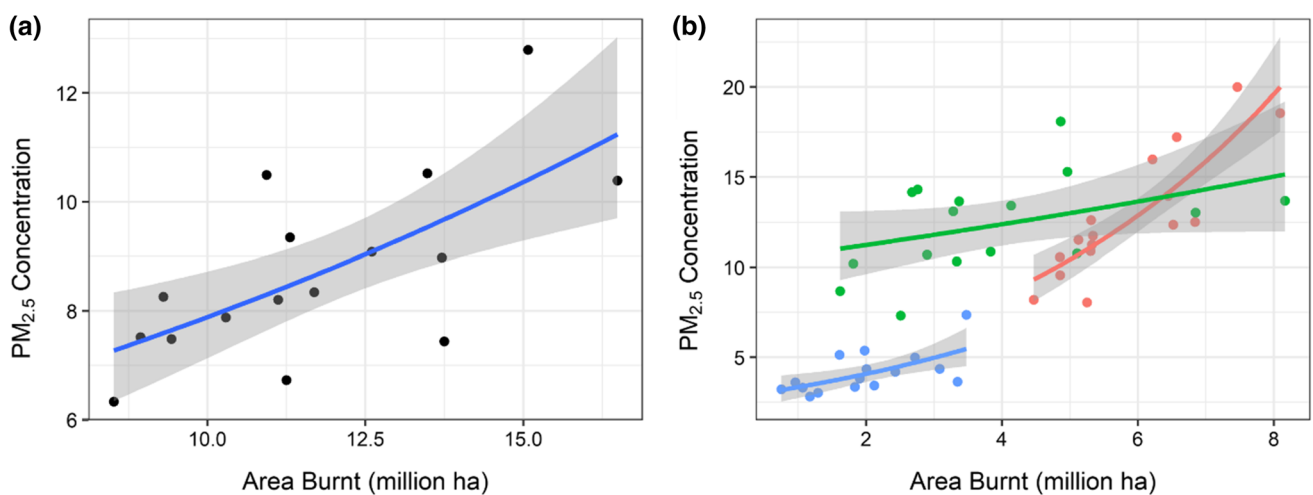 (a)
PM2.5 Concentration
12
10
8
6
10.0 12.5 15.0
Area Burnt (million ha)
(b)
PM2.5 Concentration
20
15
10
5
2 4 6 8
Area Burnt (million ha)